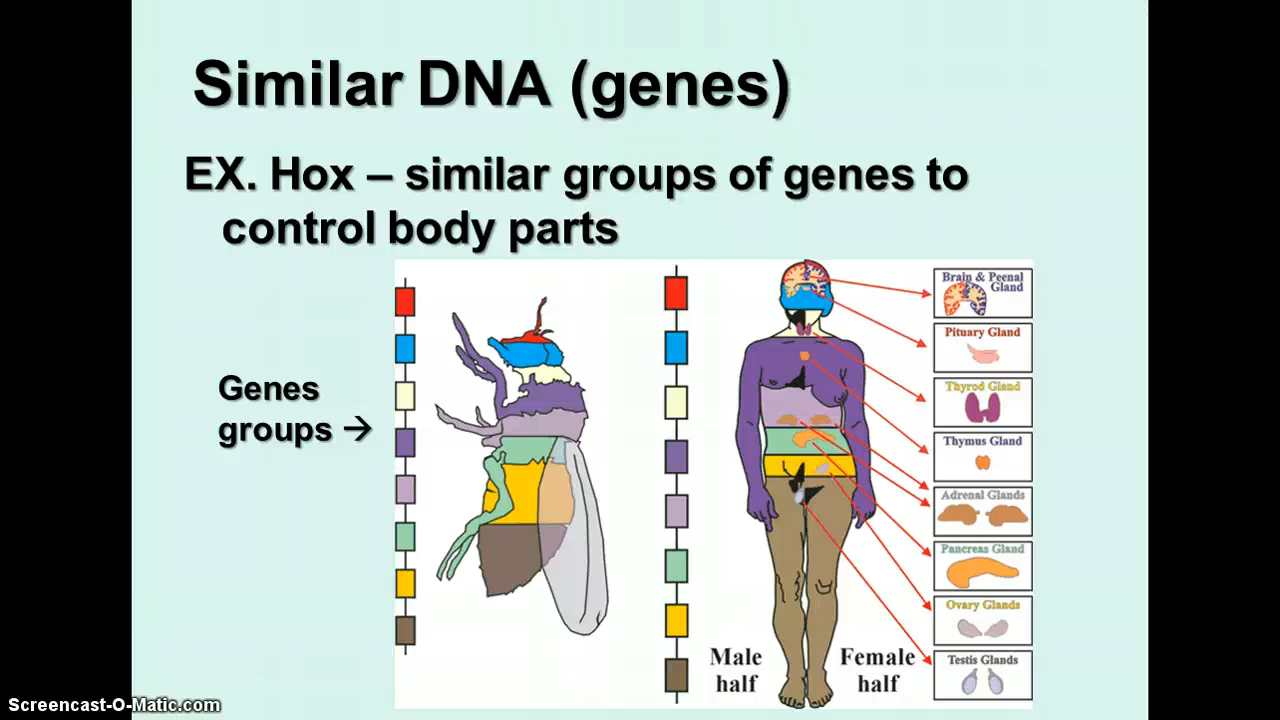 Similar DNA (genes)
EX. Hox – similar groups of genes to
control body parts
Genes
groups →
Brain & Peenal
Gland
Pituary Gland
Thyrod Gland
Thymus Gland
Adrenal Glands
Pancreas Gland
Ovary Glands
Testis Glands
Male
half
Female
half
Screencast-O-Matic.com